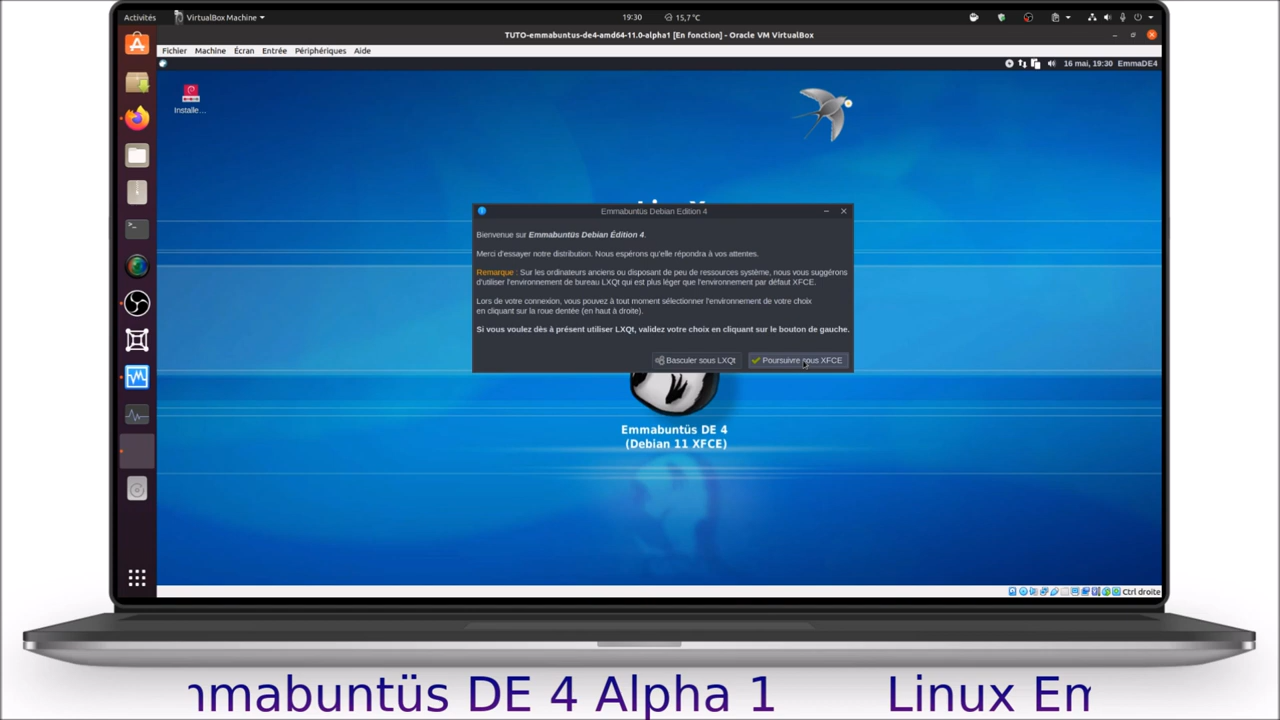 Activités
VirtualBox Machine
19:30
15,7 °C
TUTO-emmabuntus-de4-amd64-11.0-alpha1 [En fonction] - Oracle VM VirtualBox
Fichier Machine Écran Entrée Périphériques Aide
16 mai, 19:30 EmmaDE4
Installe...
Emmabuntüs Debian Edition 4
Bienvenue sur Emmabuntüs Debian Édition 4.
Merci d'essayer notre distribution. Nous espérons qu'elle répondra à vos attentes.
Remarque : Sur les ordinateurs anciens ou disposant de peu de ressources système, nous vous suggérons
d'utiliser l'environnement de bureau LXQt qui est plus léger que l'environnement par défaut XFCE.
Lors de votre connexion, vous pouvez à tout moment sélectionner l'environnement de votre choix
en cliquant sur la roue dentée (en haut à droite).
Si vous voulez dès à présent utiliser LXQt, validez votre choix en cliquant sur le bouton de gauche.
Basculer sous LXQt
Poursuivre sous XFCE
Emmabuntüs DE 4
(Debian 11 XFCE)
Ctrl droite
mmabuntüs DE 4 Alpha 1 Linux Em